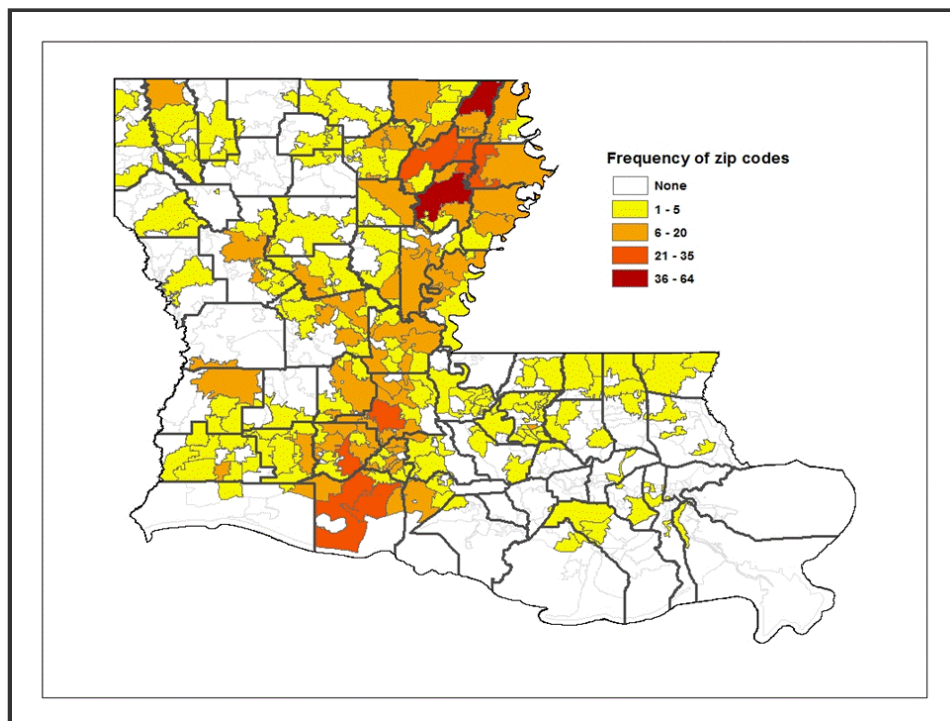 Frequency of zip codes
None
1 - 5
6 - 20
21 - 35
36 - 64